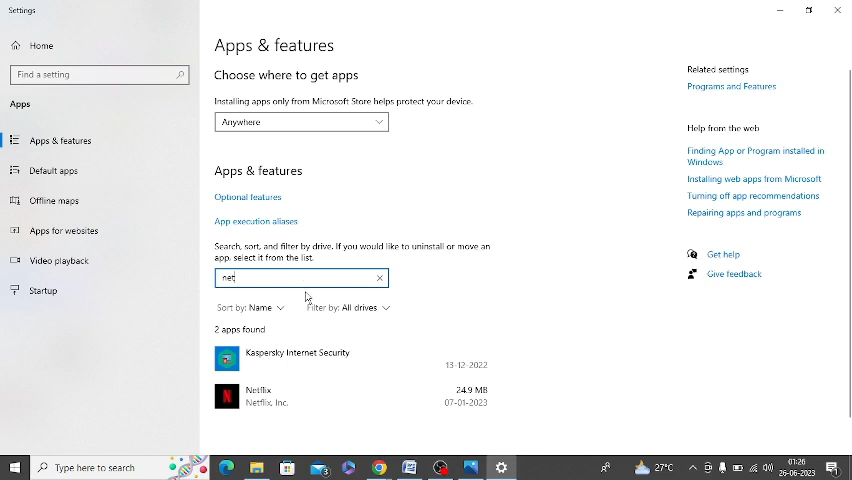 Settings
Home
Find a setting
Apps
Apps & features
Default apps
Offline maps
Apps for websites
Video playback
Startup
Apps & features
Choose where to get apps
Installing apps only from Microsoft Store helps protect your device.
Anywhere
Apps & features
Optional features
App execution aliases
Search, sort, and filter by drive. If you would like to uninstall or move an
app, select it from the list.
net
Sort by: Name
Filter by: All drives
2 apps found
Kaspersky Internet Security
13-12-2022
Netflix
24.9 MB
Netflix, Inc.
07-01-2023
Related settings
Programs and Features
Help from the web
Finding App or Program installed in
Windows
Installing web apps from Microsoft
Turning off app recommendations
Repairing apps and programs
Get help
Give feedback
Type here to search
3
27°C
01:26
26-06-2023
1